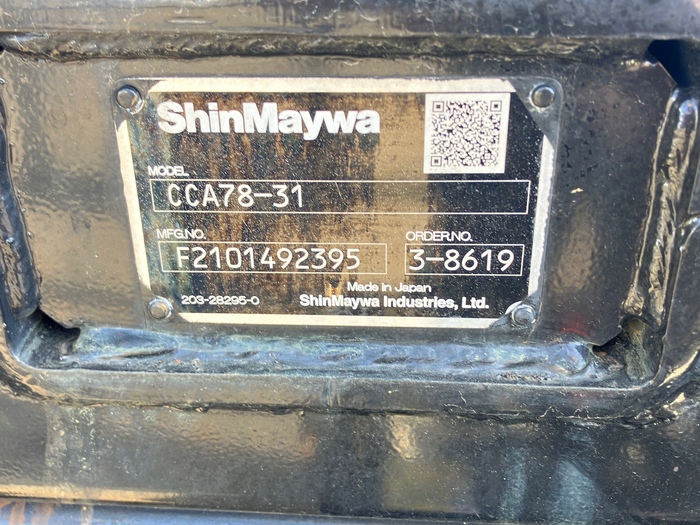 ShinMaywa
MODEL
CCA78-31
MFG.NO. ORDER.NO.
F2101492395 3-8619
Made in Japan
203-28295-0 ShinMaywa Industries, Ltd.